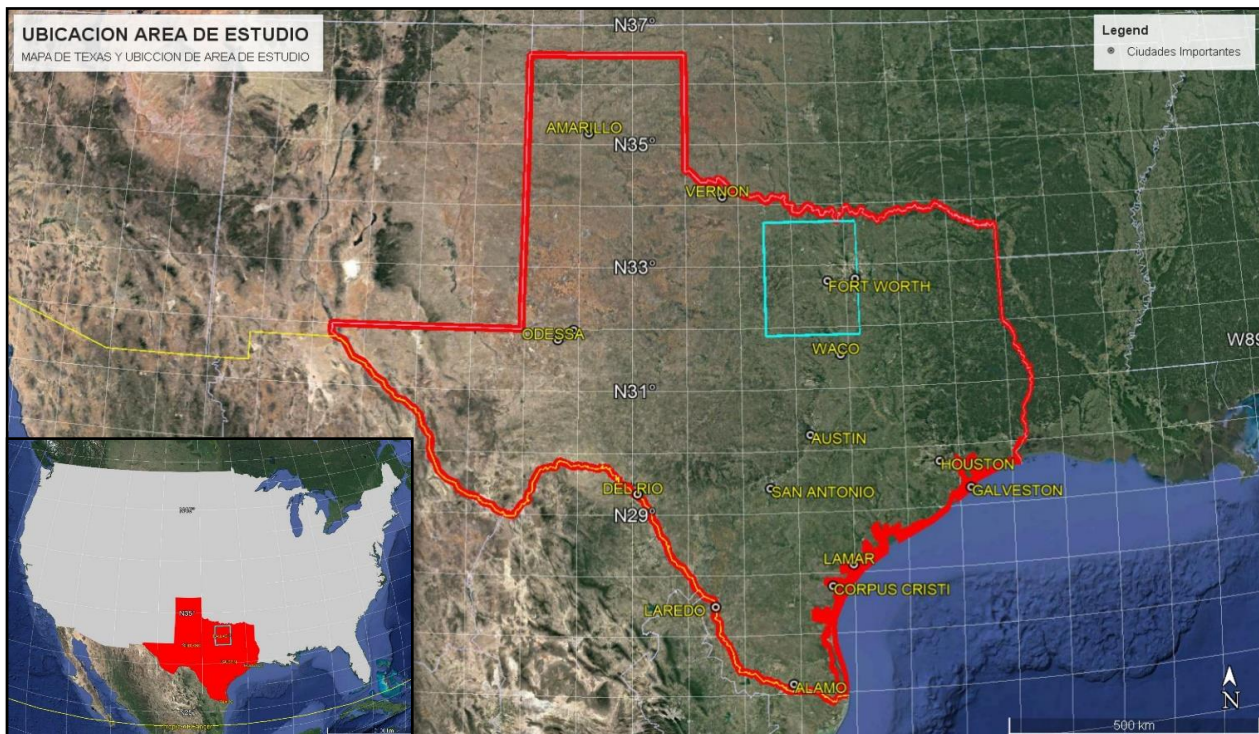 UBICACION AREA DE ESTUDIO
MAPA DE TEXAS Y UBICCION DE AREA DE ESTUDIO
Legend
Ciudades Importantes
N37°
AMARILLO
N35°
VERNON
N33°
FORT WORTH
ODESSA
WACO
W89
N31°
AUSTIN
HOUSTON
DEL RIO
SAN ANTONIO
GALVESTON
N29°
LAMAR
CORPUS CRISTI
LAREDO
ALAMO
N
500 km
N35°